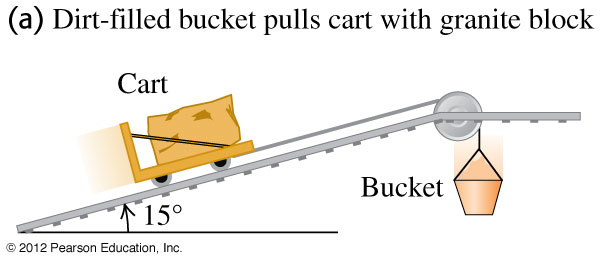 (a) Dirt-filled bucket pulls cart with granite block
Cart
Bucket
15°
© 2012 Pearson Education, Inc.